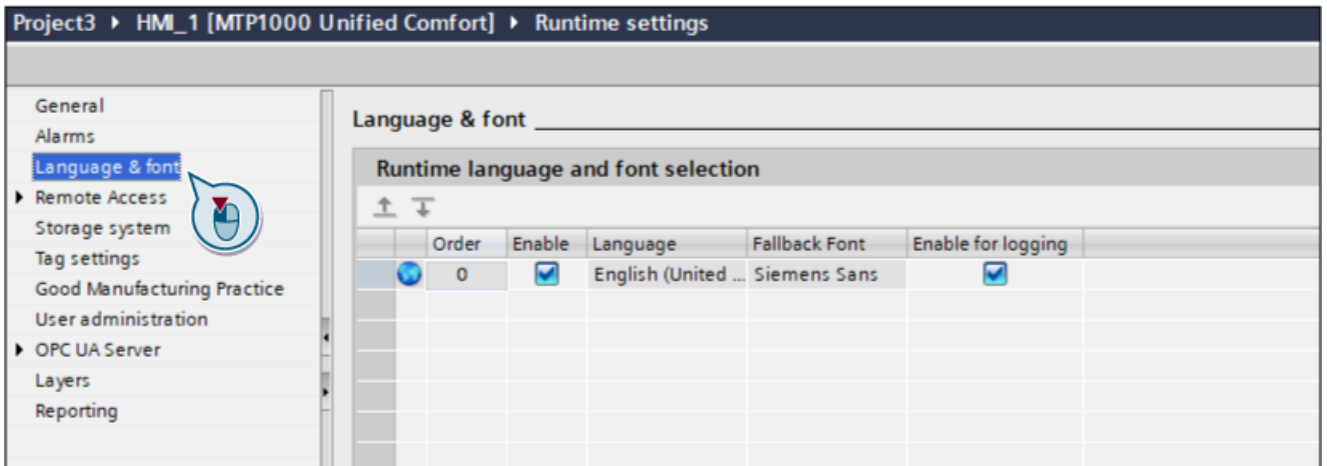 Project3 ▸ HMI_1 [MTP1000 Unified Comfort] ▸ Runtime settings
General
Alarms
Language & font
Remote Access
Storage system
Tag settings
Good Manufacturing Practice
User administration
OPC UA Server
Layers
Reporting
Language & font
Runtime language and font selection
Order Enable Language Fallback Font Enable for logging
0 English (United ... Siemens Sans